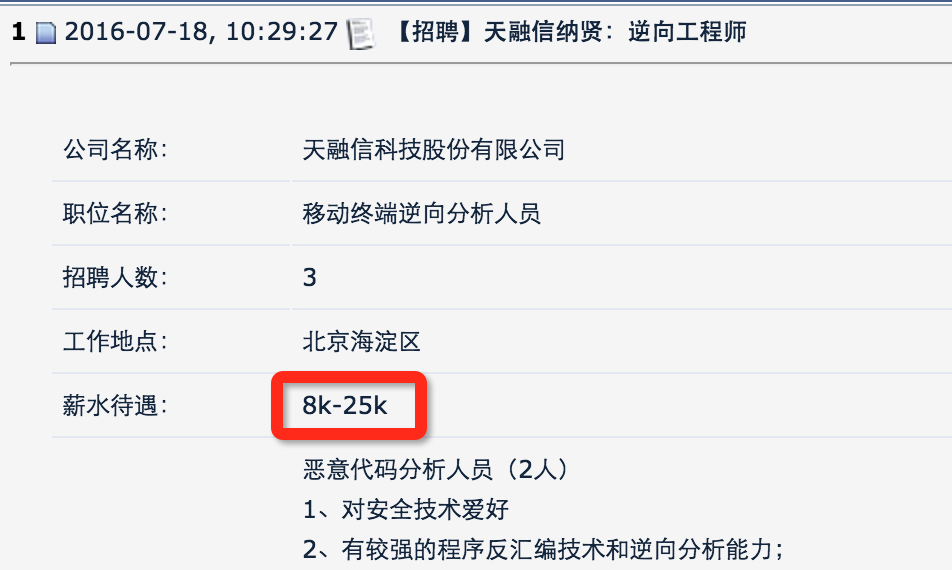 1 2016-07-18, 10:29:27 【招聘】天融信纳贤：逆向工程师
公司名称： 天融信科技股份有限公司
职位名称： 移动终端逆向分析人员
招聘人数： 3
工作地点： 北京海淀区
薪水待遇： 8k-25k
恶意代码分析人员（2人）
1、对安全技术爱好
2、有较强的程序反汇编技术和逆向分析能力；